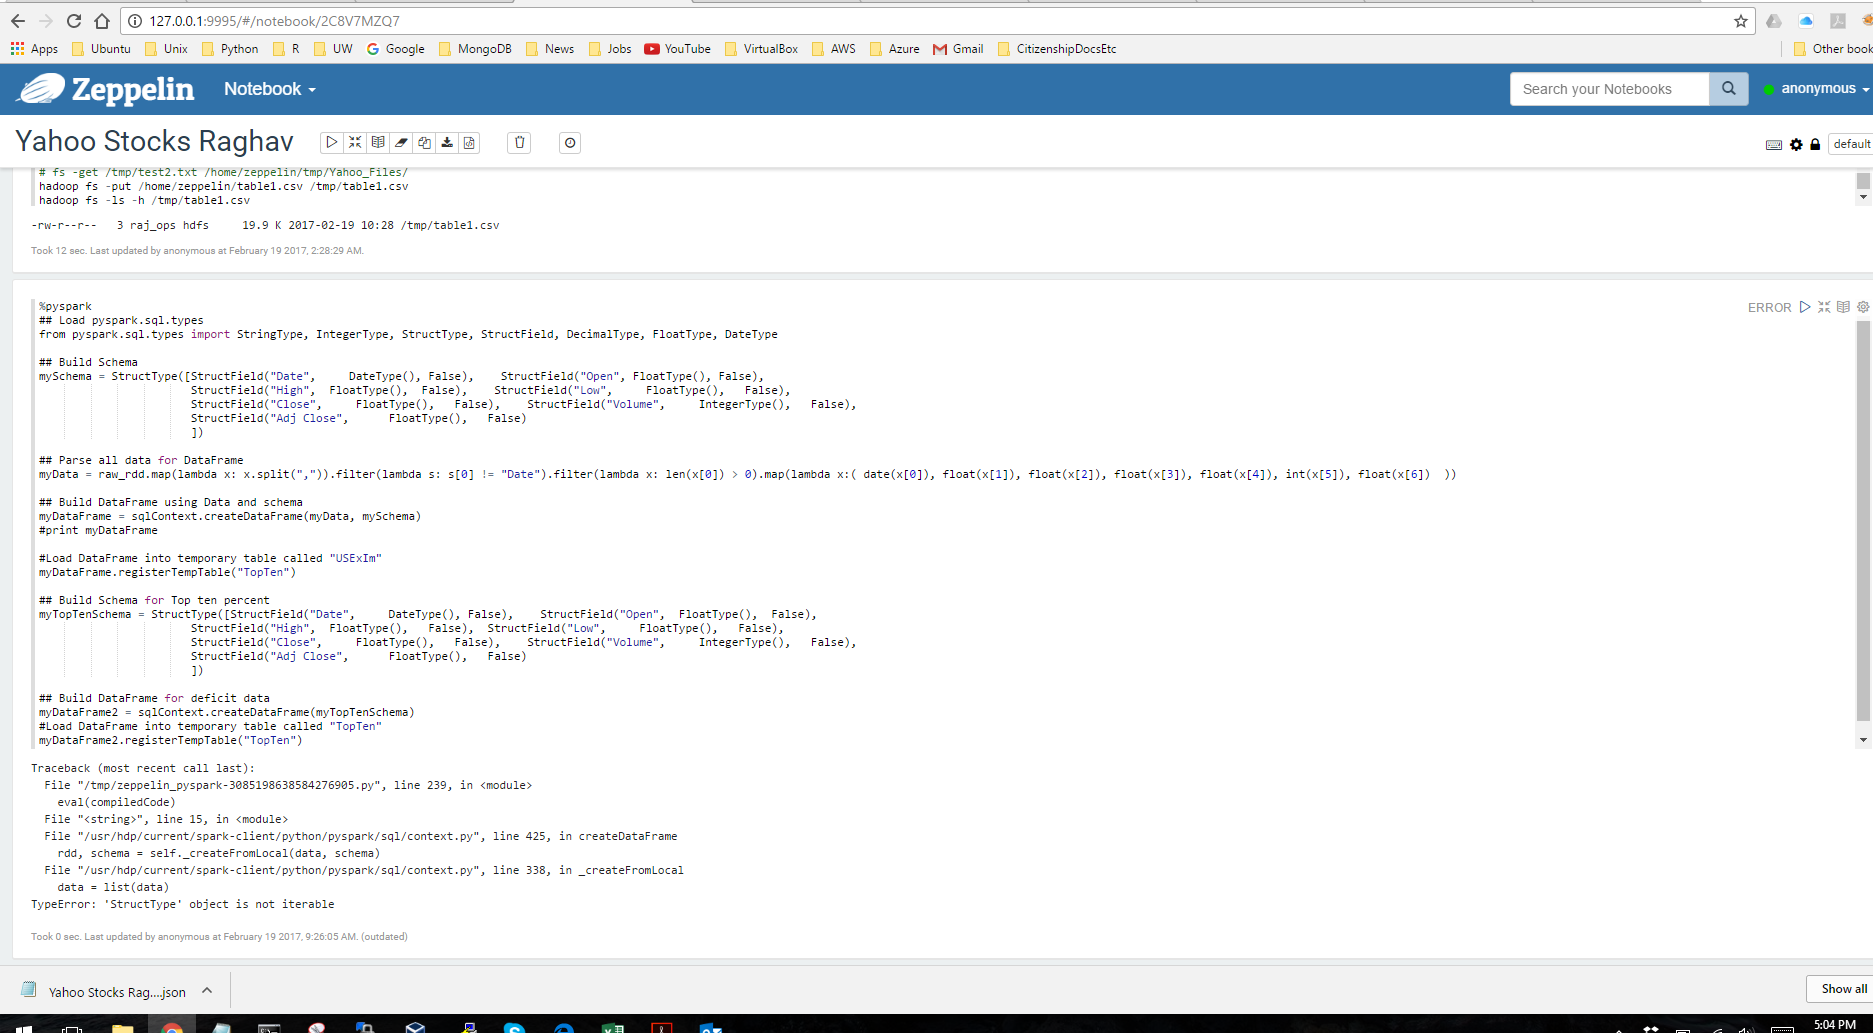 127.0.0.1:9995/#/notebook/2C8V7MZQ7
Apps Ubuntu Unix Python R UW Google MongoDB News Jobs YouTube VirtualBox AWS Azure Gmail CitizenshipDocsEtc Other book
Zeppelin Notebook Search your Notebooks anonymous
Yahoo Stocks Raghav default
# fs -get /tmp/test2.txt /home/zeppelin/tmp/Yahoo_Files/
hadoop fs -put /home/zeppelin/table1.csv /tmp/table1.csv
hadoop fs -ls -h /tmp/table1.csv
-rw-r--r--   3 raj_ops hdfs     19.9 K 2017-02-19 10:28 /tmp/table1.csv
Took 12 sec. Last updated by anonymous at February 19 2017, 2:28:29 AM.
ERROR
%pyspark
## Load pyspark.sql.types
from pyspark.sql.types import StringType, IntegerType, StructType, StructField, DecimalType, FloatType, DateType
## Build Schema
mySchema = StructType([StructField("Date",     DateType(), False),    StructField("Open", FloatType(), False),
StructField("High",  FloatType(),  False),    StructField("Low",     FloatType(),   False),
StructField("Close",     FloatType(),   False),    StructField("Volume",     IntegerType(),   False),
StructField("Adj Close",      FloatType(),   False)
])
## Parse all data for DataFrame
myData = raw_rdd.map(lambda x: x.split(",")).filter(lambda s: s[0] != "Date").filter(lambda x: len(x[0]) > 0).map(lambda x:( date(x[0]), float(x[1]), float(x[2]), float(x[3]), float(x[4]), int(x[5]), float(x[6])  ))
## Build DataFrame using Data and schema
myDataFrame = sqlContext.createDataFrame(myData, mySchema)
#print myDataFrame
#Load DataFrame into temporary table called "USExIm"
myDataFrame.registerTempTable("TopTen")
## Build Schema for Top ten percent
myTopTenSchema = StructType([StructField("Date",     DateType(), False),    StructField("Open",  FloatType(),  False),
StructField("High",  FloatType(),   False),  StructField("Low",     FloatType(),   False),
StructField("Close",     FloatType(),   False),    StructField("Volume",     IntegerType(),   False),
StructField("Adj Close",      FloatType(),   False)
])
## Build DataFrame for deficit data
myDataFrame2 = sqlContext.createDataFrame(myTopTenSchema)
#Load DataFrame into temporary table called "TopTen"
myDataFrame2.registerTempTable("TopTen")
Traceback (most recent call last):
File "/tmp/zeppelin_pyspark-3085198638584276905.py", line 239, in <module>
eval(compiledCode)
File "<string>", line 15, in <module>
File "/usr/hdp/current/spark-client/python/pyspark/sql/context.py", line 425, in createDataFrame
rdd, schema = self._createFromLocal(data, schema)
File "/usr/hdp/current/spark-client/python/pyspark/sql/context.py", line 338, in _createFromLocal
data = list(data)
TypeError: 'StructType' object is not iterable
Took 0 sec. Last updated by anonymous at February 19 2017, 9:26:05 AM. (outdated)
Yahoo Stocks Rag....json
Show all
5:04 PM